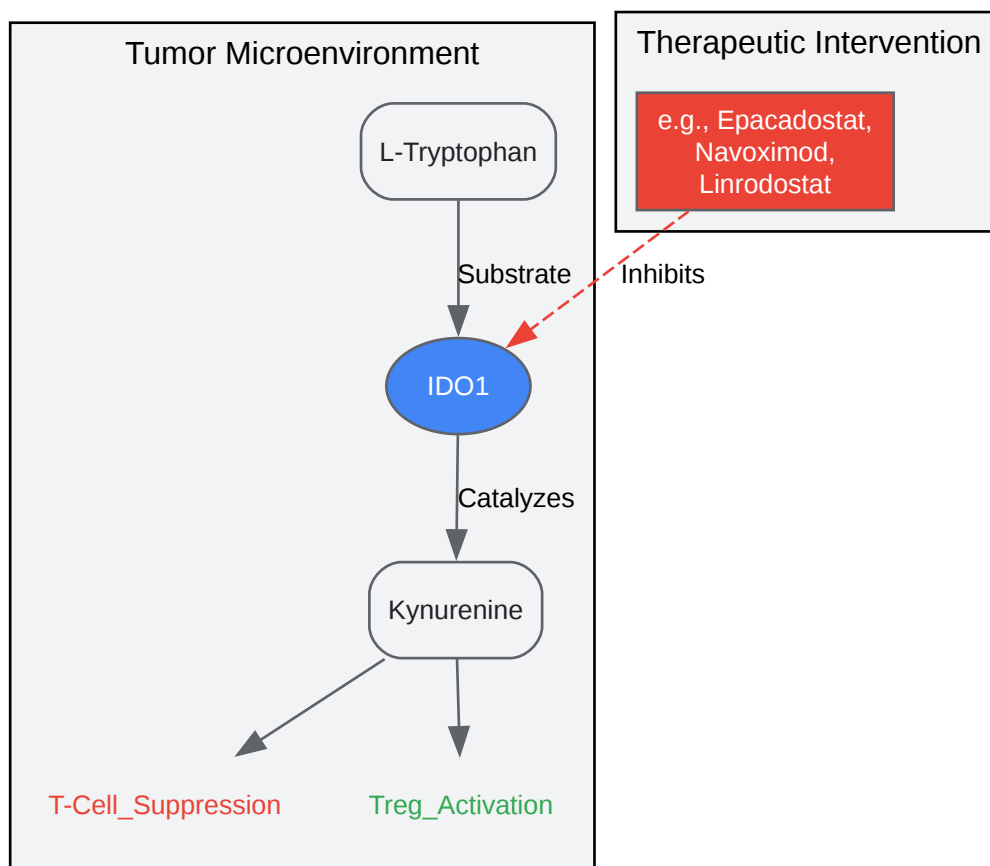 Tumor Microenvironment
Therapeutic Intervention
L-Tryptophan
e.g., Epacadostat,
Navoximod,
Linrodostat
Substrate
Inhibits
IDO1
Catalyzes
Kynurenine
T-Cell_Suppression
Treg_Activation